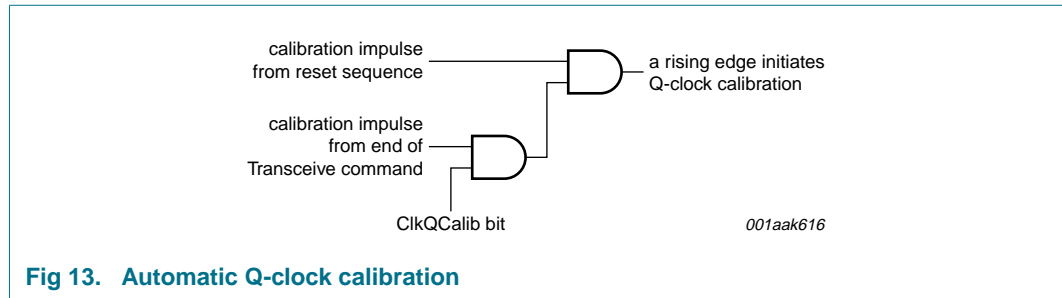 calibration impulse
from reset sequence
a rising edge initiates
Q-clock calibration
calibration impulse
from end of
Transceive command
ClkQCalib bit
001aak616
Fig 13. Automatic Q-clock calibration